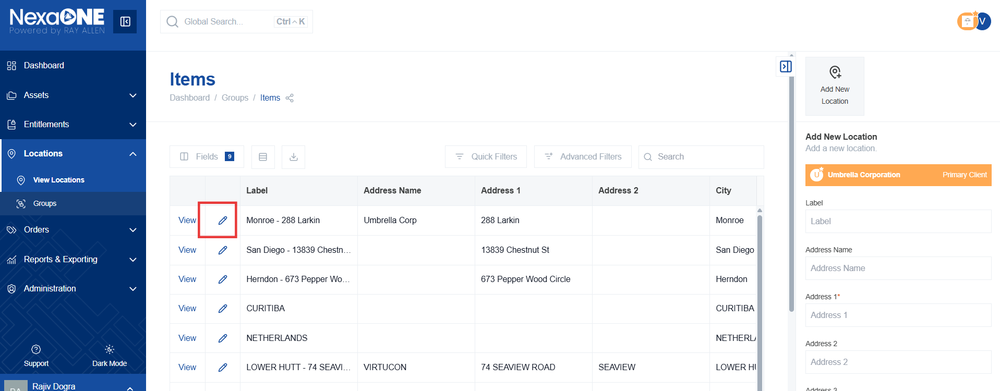 NexaONE
Powered by RAY ALLEN
Global Search...
Ctrl ^ K
V
Dashboard
Assets
Entitlements
Locations
View Locations
Groups
Orders
Reports & Exporting
Administration
Support
Dark Mode
RA
Rajiv Dogra
Items
Dashboard / Groups / Items
Fields 9
Quick Filters
Advanced Filters
Search
Label Address Name Address 1 Address 2 City
View Monroe - 288 Larkin Umbrella Corp 288 Larkin Monroe
View San Diego - 13839 Chestn... 13839 Chestnut St San Diego
View Herndon - 673 Pepper Wo... 673 Pepper Wood Circle Herndon
View CURITIBA CURITIBA
View NETHERLANDS NETHERLA
View LOWER HUTT - 74 SEAVI... VIRTUCON 74 SEAVIEW ROAD SEAVIEW LOWER HU
Add New
Location
Add New Location
Add a new location.
U Umbrella Corporation Primary Client
Label
Label
Address Name
Address Name
Address 1*
Address 1
Address 2
Address 2
Address 3